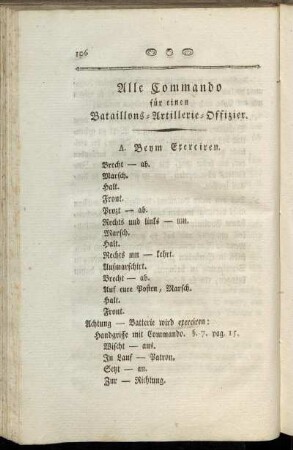 106
Alle Commando
für einen
Bataillons-Artillerie-Offizier.
A. Beym Exerciren.
Brecht — ab.
Marsch.
Halt.
Front.
Protzt — ab.
Rechts und links — um.
Marsch.
Halt.
Rechts um — kehrt.
Außmarschirt.
Brecht — ab.
Auf eure Posten, Marsch.
Halt.
Front.
Achtung — Batterie wird exerciren:
Handgriffe mit Commando. §. 7. pag. 15.
Wischt — aus.
In Lauf — Patron.
Setzt — an.
Zur — Richtung.